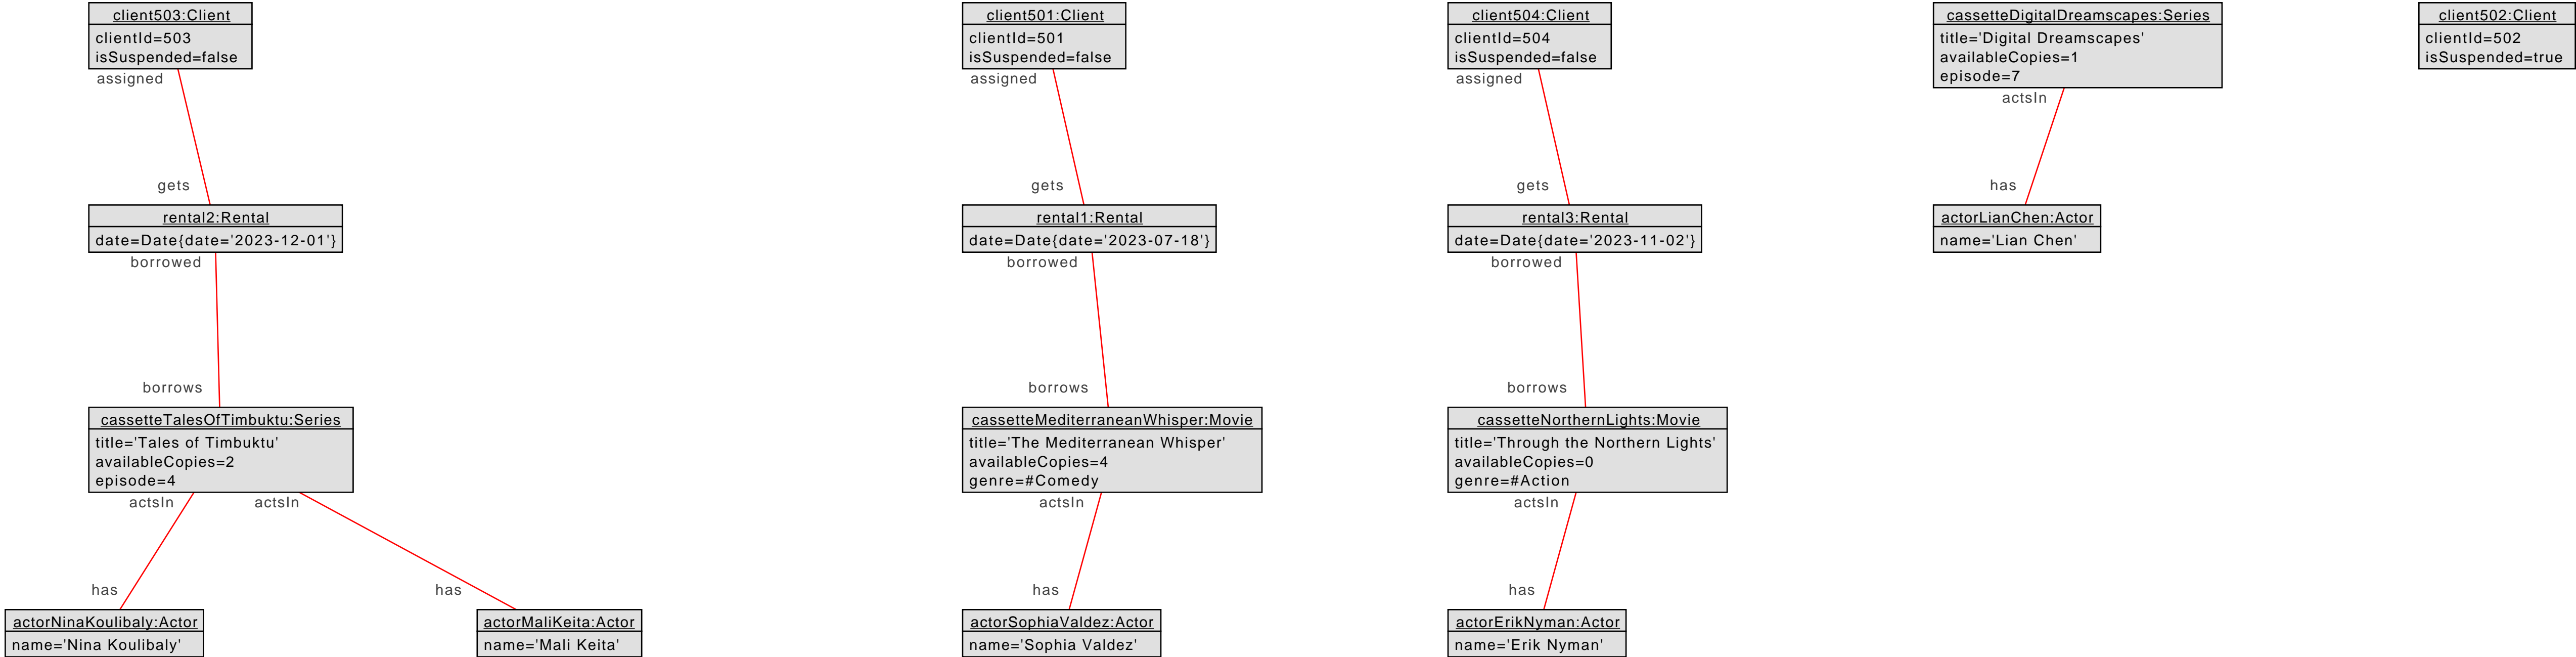 client503:Client
clientId=503
isSuspended=false
assigned
gets
rental2:Rental
date=Date{date='2023-12-01'}
borrowed
borrows
cassetteTalesOfTimbuktu:Series
title='Tales of Timbuktu'
availableCopies=2
episode=4
actsIn
actsIn
has
has
actorNinaKoulibaly:Actor
name='Nina Koulibaly'
actorMaliKeita:Actor
name='Mali Keita'
client501:Client
clientId=501
isSuspended=false
assigned
gets
rental1:Rental
date=Date{date='2023-07-18'}
borrowed
borrows
cassetteMediterraneanWhisper:Movie
title='The Mediterranean Whisper'
availableCopies=4
genre=#Comedy
actsIn
has
actorSophiaValdez:Actor
name='Sophia Valdez'
client504:Client
clientId=504
isSuspended=false
assigned
gets
rental3:Rental
date=Date{date='2023-11-02'}
borrowed
borrows
cassetteNorthernLights:Movie
title='Through the Northern Lights'
availableCopies=0
genre=#Action
actsIn
has
actorErikNyman:Actor
name='Erik Nyman'
cassetteDigitalDreamscapes:Series
title='Digital Dreamscapes'
availableCopies=1
episode=7
actsIn
has
actorLianChen:Actor
name='Lian Chen'
client502:Client
clientId=502
isSuspended=true